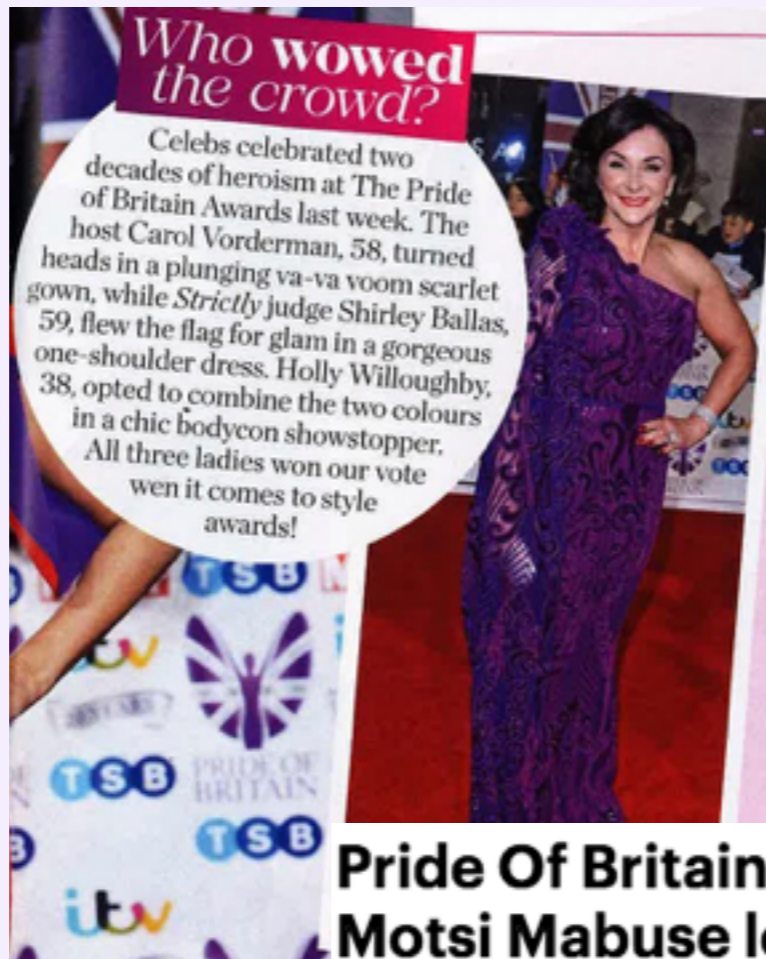 Who wowed
the crowd?
Celebs celebrated two
decades of heroism at The Pride
of Britain Awards last week. The
host Carol Vorderman, 58, turned
heads in a plunging va-va voom scarlet
gown, while Strictly judge Shirley Ballas,
59, flew the flag for glam in a gorgeous
one-shoulder dress. Holly Willoughby,
38, opted to combine the two colours
in a chic bodycon showstopper.
All three ladies won our vote
wen it comes to style
awards!
TSB
itv
TSB
PRIDE OF
BRITAIN
TSB
itv
itv
Pride Of Britain
Motsi Mabuse